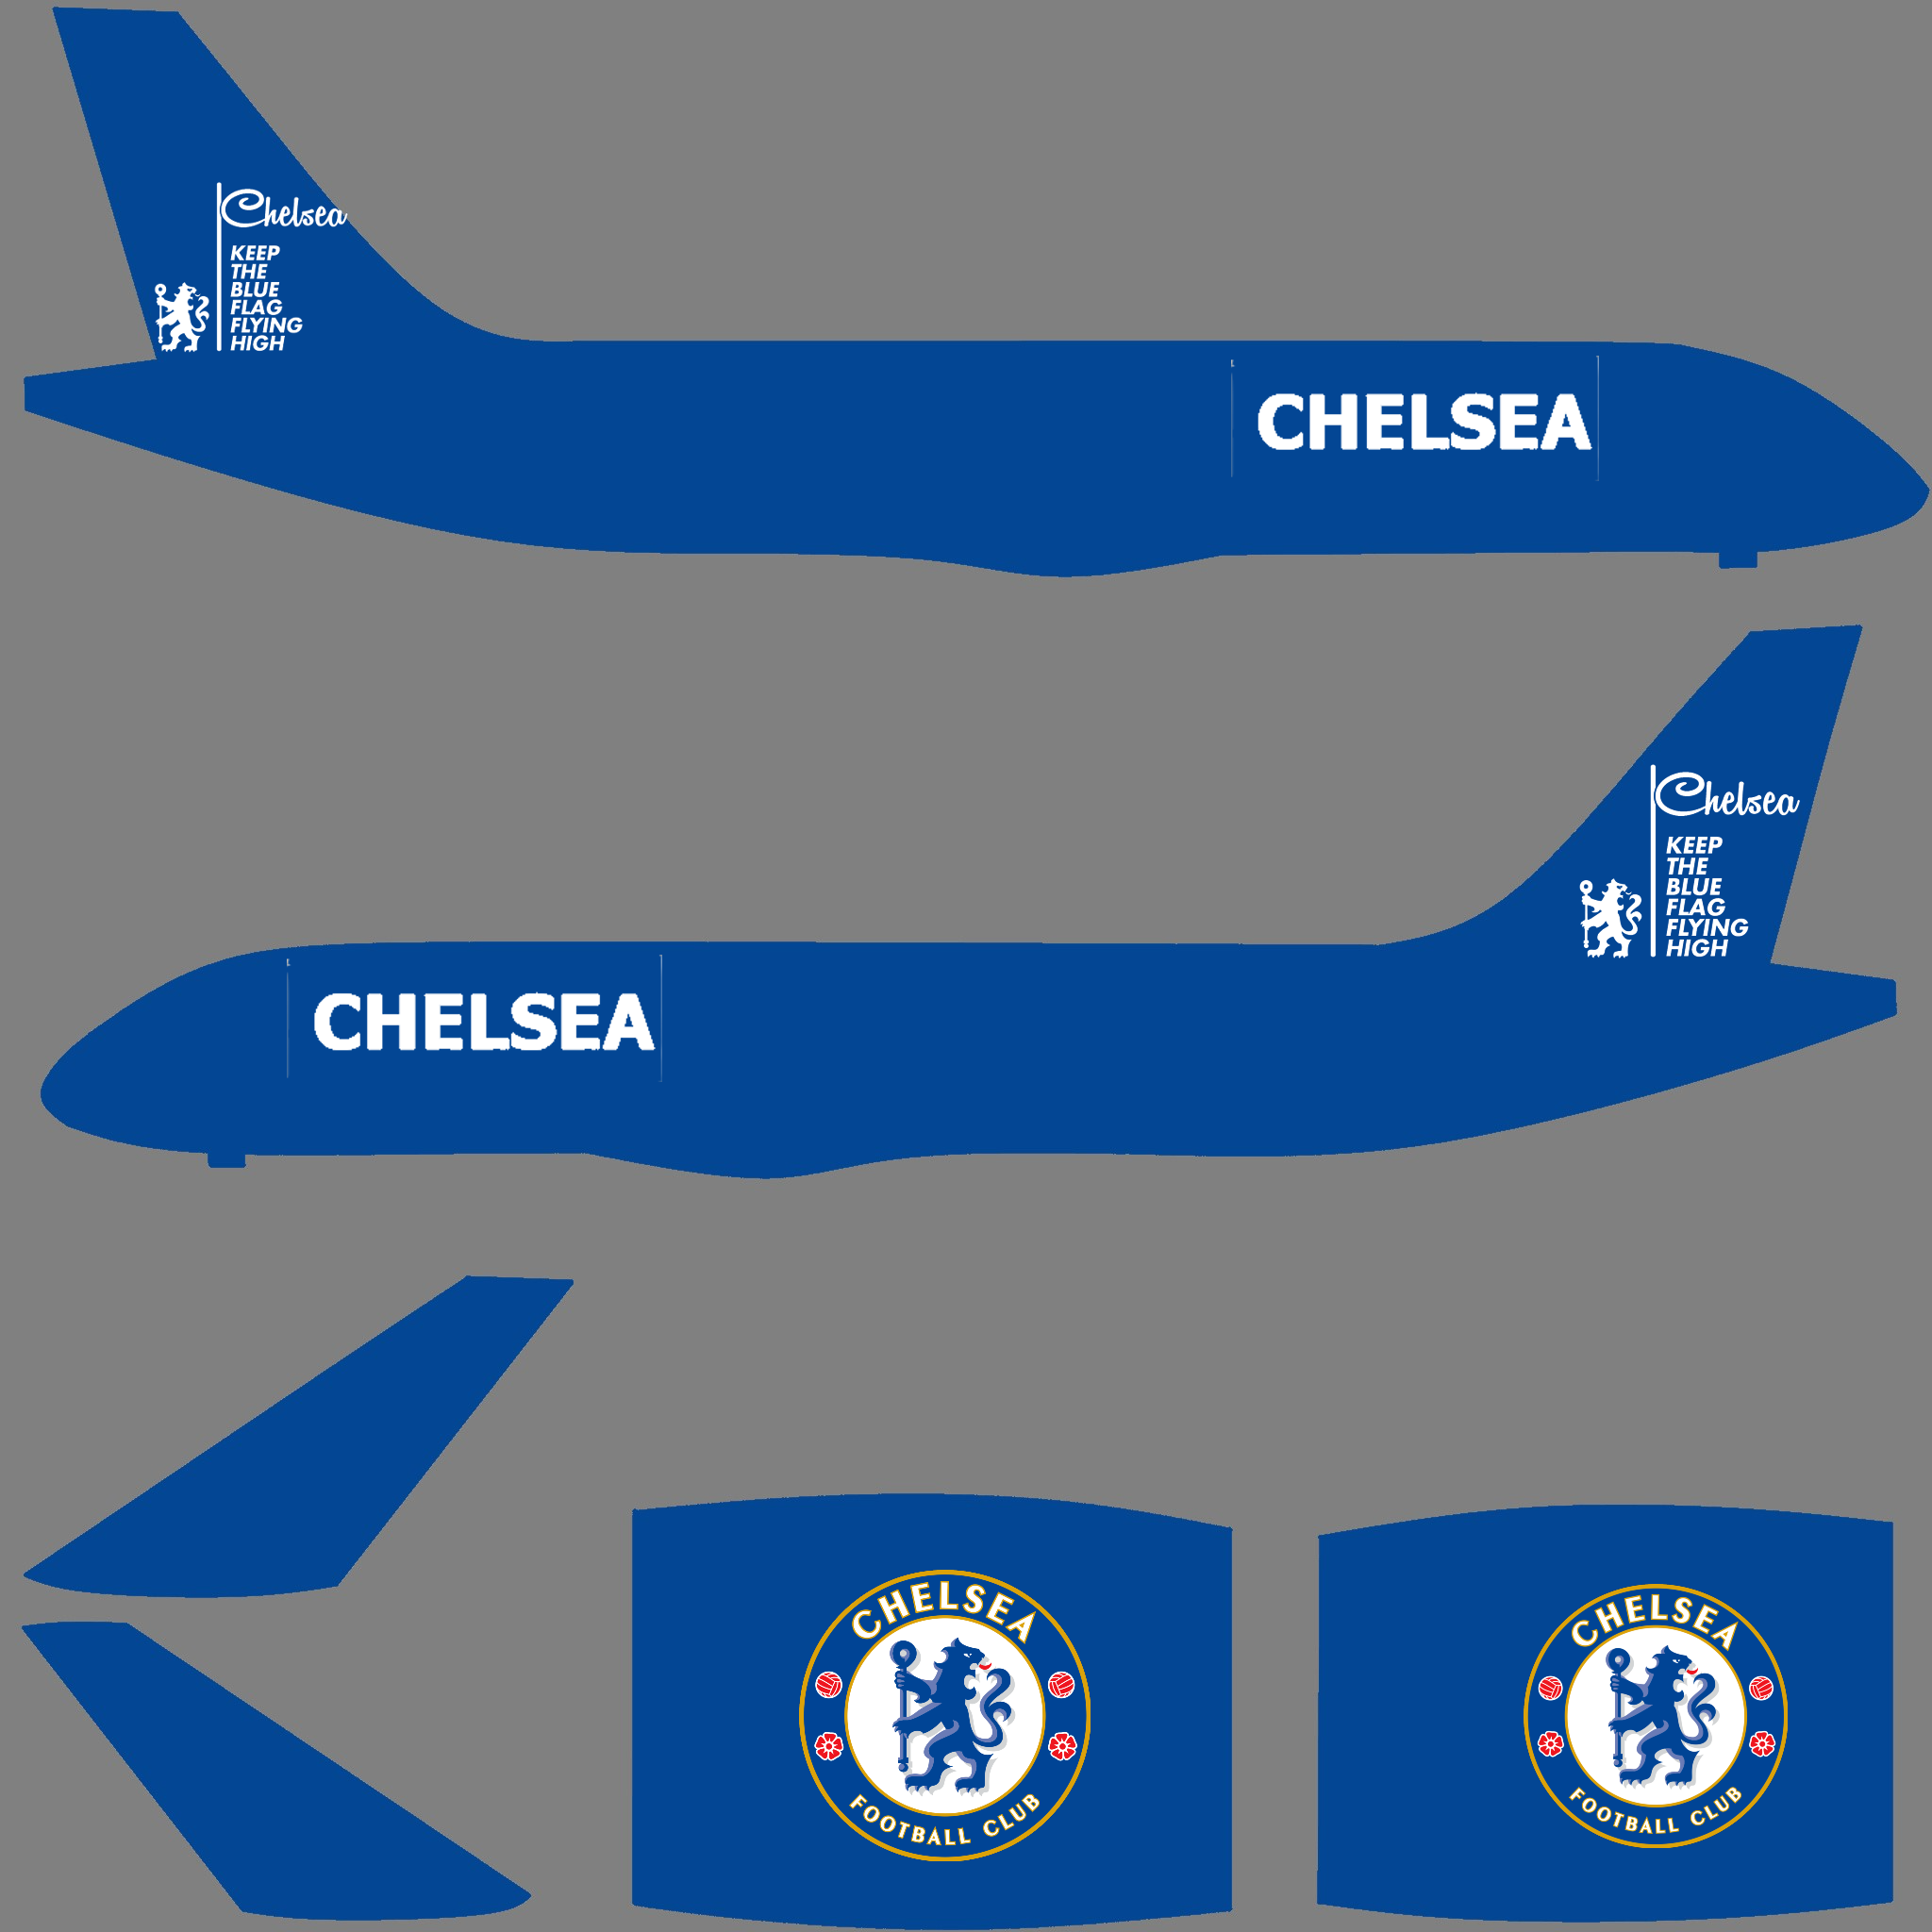 Chelsea
KEEP
THE
BLUE
FLAG
FLYING
HIGH
CHELSEA
Chelsea
KEEP
THE
BLUE
FLAG
FLYING
HIGH
CHELSEA
CHELSEA
FOOTBALL CLUB
CHELSEA
FOOTBALL CLUB